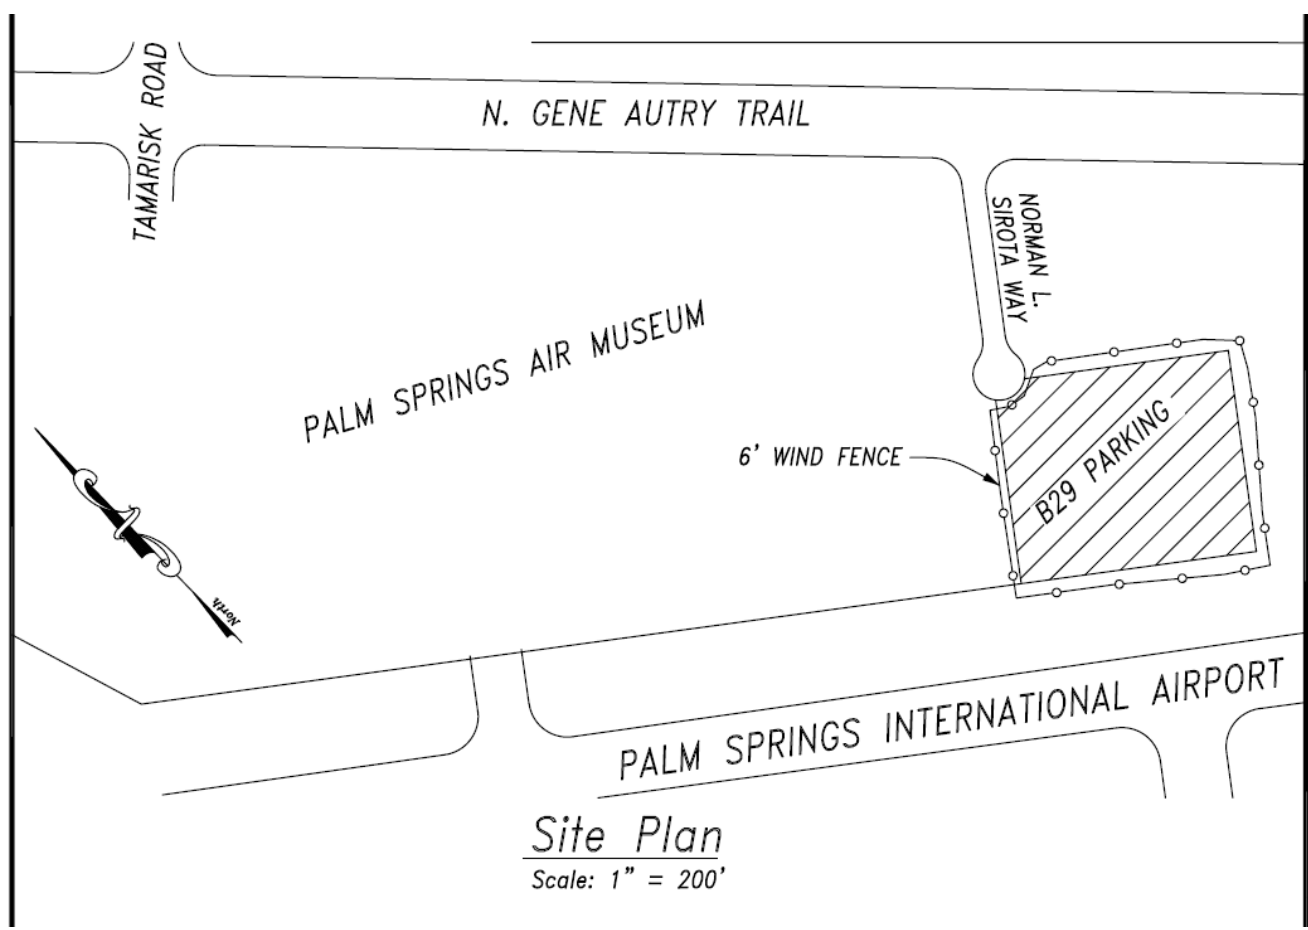 TAMARISK ROAD
N. GENE AUTRY TRAIL
NORMAN L.
SIROTA WAY
PALM SPRINGS AIR MUSEUM
6' WIND FENCE
B29 PARKING
North
PALM SPRINGS INTERNATIONAL AIRPORT
Site Plan
Scale: 1" = 200'